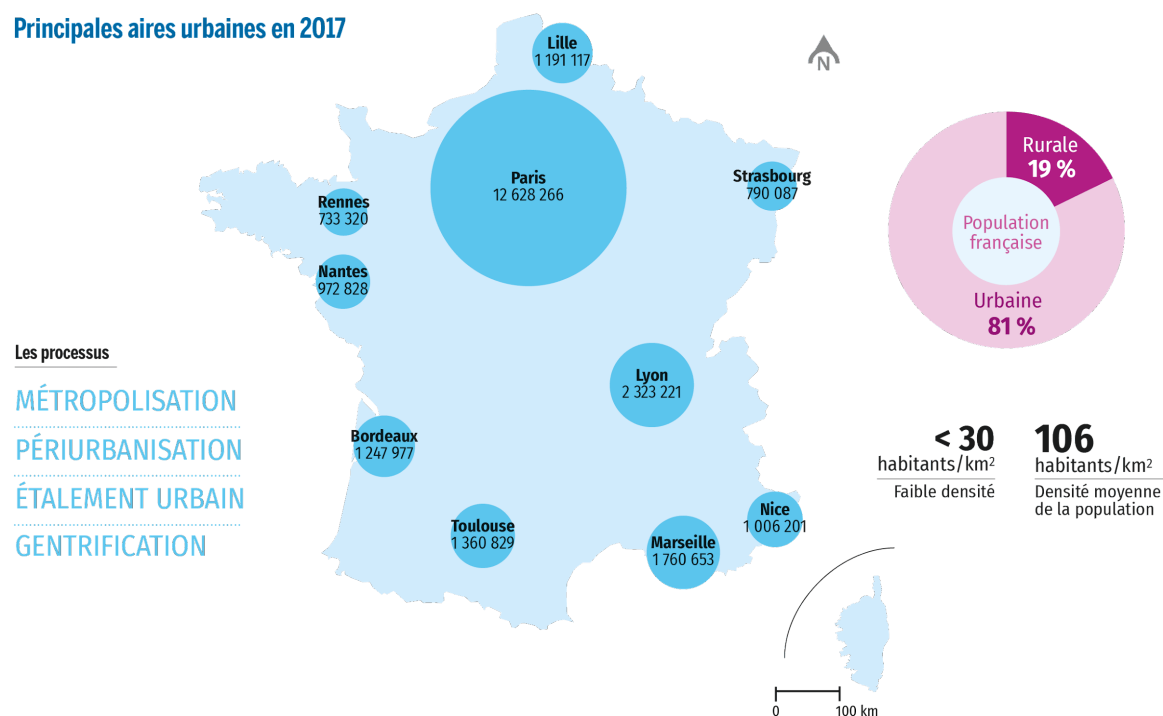 Principales aires urbaines en 2017
Lille
1 191 117
N
Paris
12 628 266
Strasbourg
790 087
Rennes
733 320
Nantes
972 828
Lyon
2 323 221
Bordeaux
1 247 977
Toulouse
1 360 829
Marseille
1 760 653
Nice
1 006 201
Les processus
MÉTROPOLISATION
PÉRIURBANISATION
ÉTALEMENT URBAIN
GENTRIFICATION
Rurale
19 %
Population
française
Urbaine
81 %
< 30
habitants/km²
Faible densité
106
habitants/km²
Densité moyenne
de la population
0 100 km